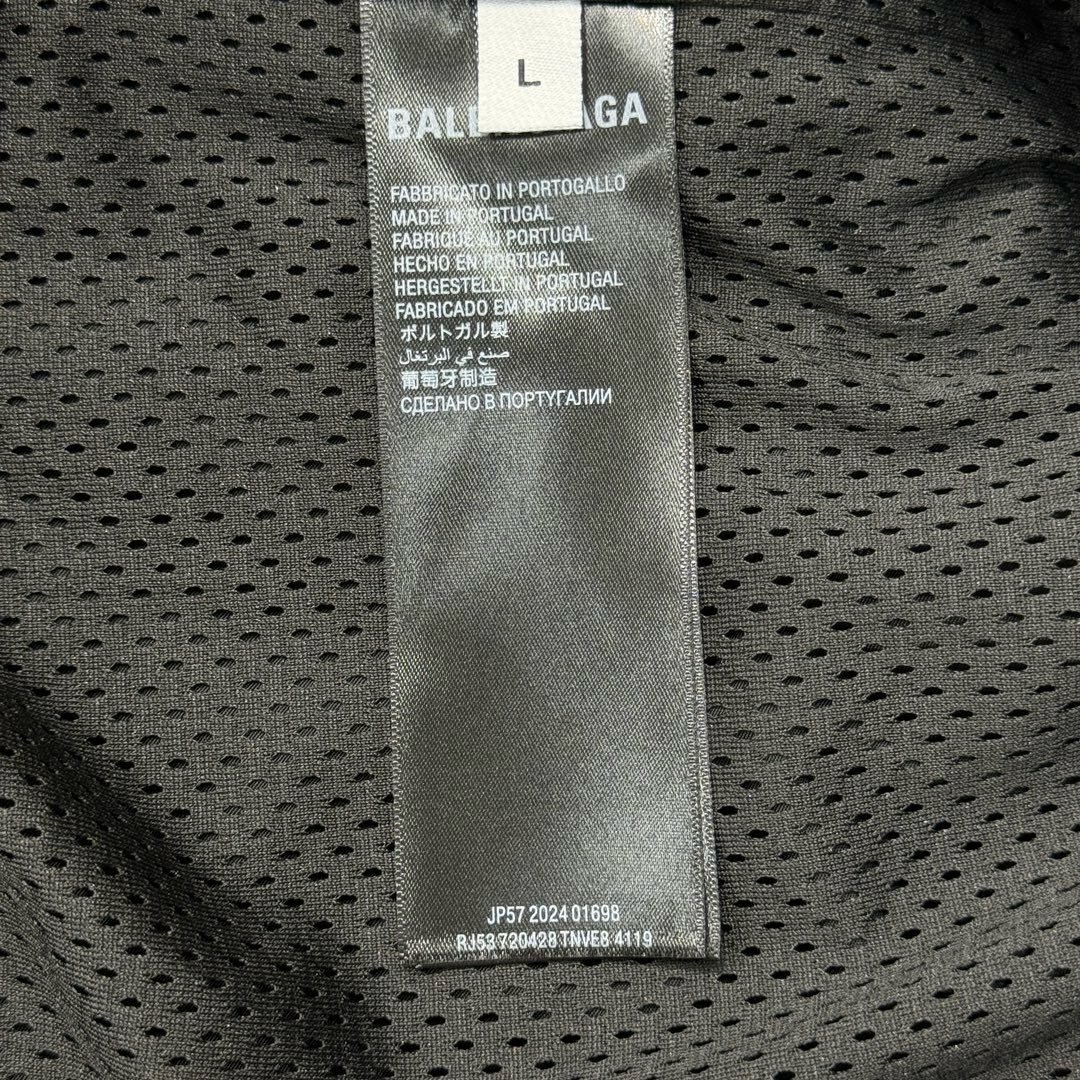 L
BALE AGA
FABBRICATO IN PORTOGALLO
MADE IN PORTUGAL
FABRIQUE AU PORTUGAL
HECHO EN PORTUGAL
HERGESTELLT IN PORTUGAL
FABRICADO EM PORTUGAL
ポルトガル製
صنع في البرتغال
葡萄牙制造
СДЕЛАНО В ПОРТУГАЛИИ
JP57 2024 01698
RJ53 720428 TNVE8 4119